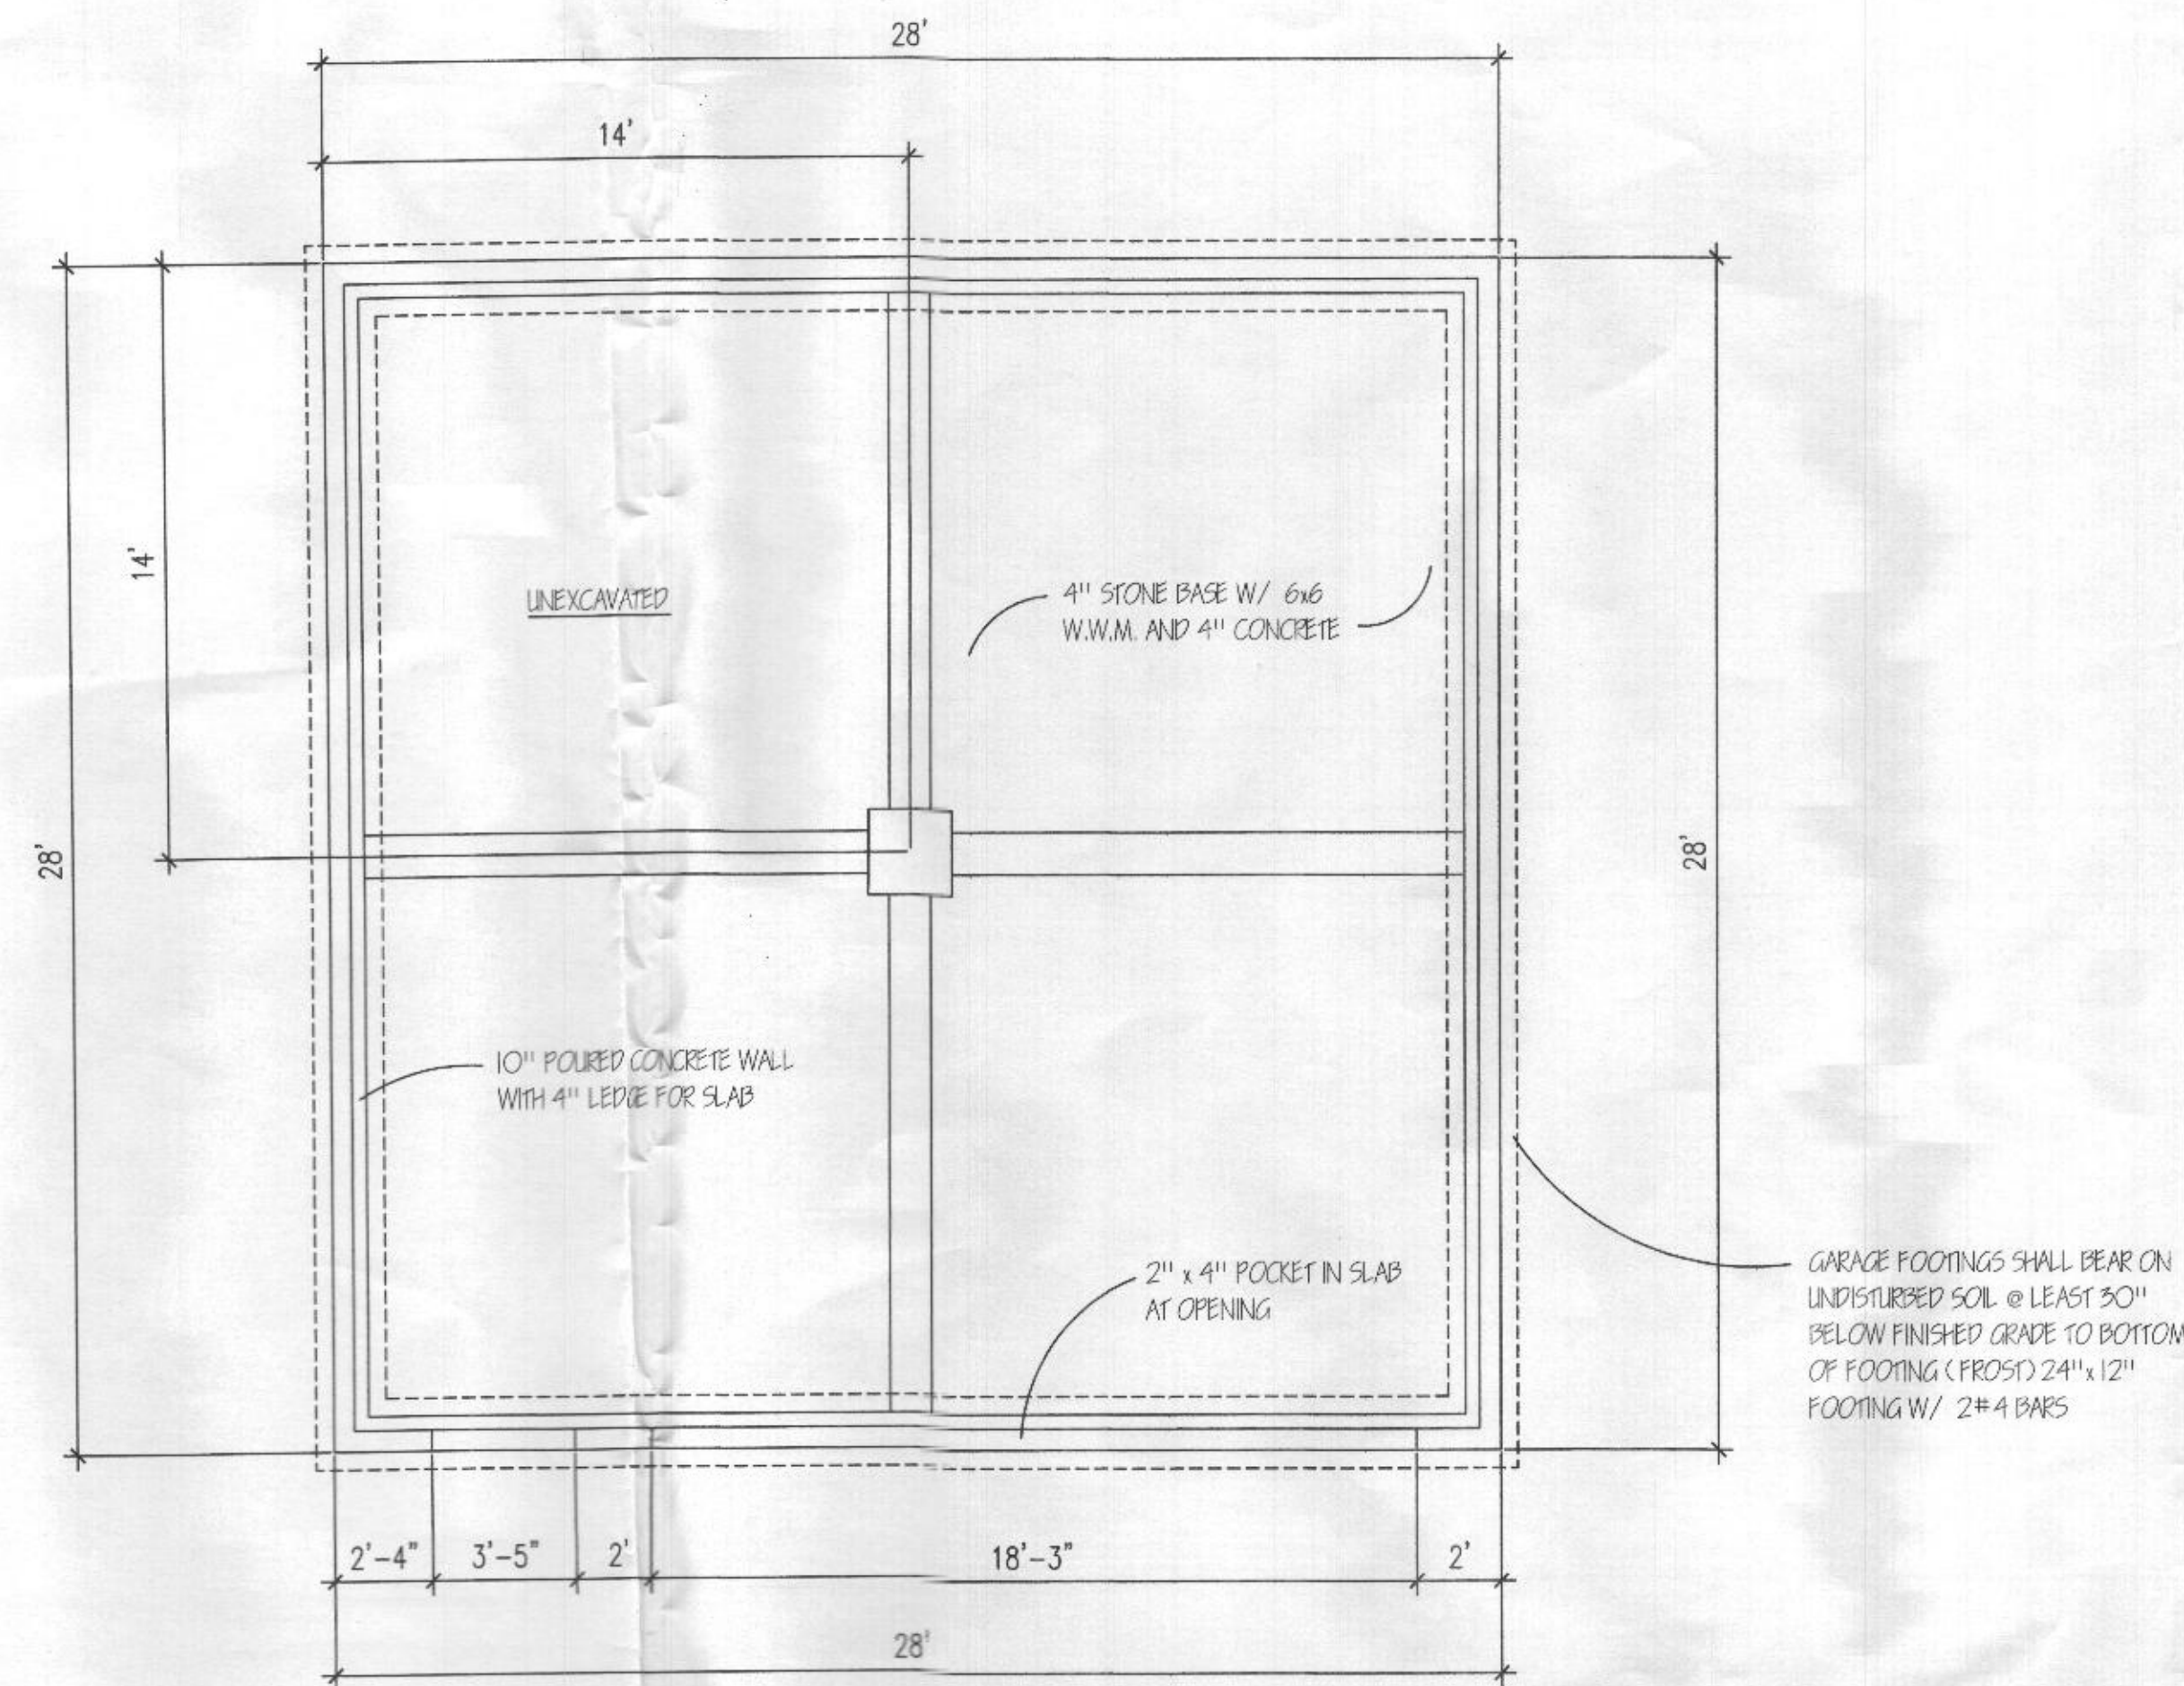 28'
14'
14'
UNEXCAVATED
4" STONE BASE W/ 6x6
W.W.M. AND 4" CONCRETE
28'
28'
10" POURED CONCRETE WALL
WITH 4" LEDGE FOR SLAB
2" x 4" POCKET IN SLAB
AT OPENING
GARAGE FOOTINGS SHALL BEAR ON
UNDISTURBED SOIL @ LEAST 30"
BELOW FINISHED GRADE TO BOTTOM
OF FOOTING (FROST) 24"x12"
FOOTING W/ 2#4 BARS
2'-4" 3'-5" 2' 18'-3" 2'
28'